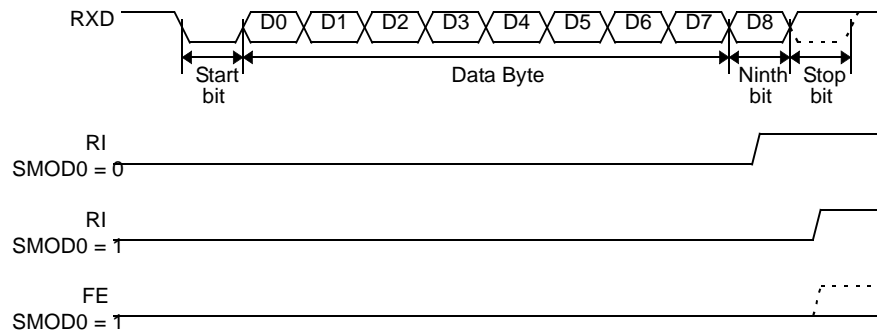 RXD D0 D1 D2 D3 D4 D5 D6 D7 D8
Start bit
Data Byte
Ninth bit
Stop bit
RI
SMOD0 = 0
RI
SMOD0 = 1
FE
SMOD0 = 1